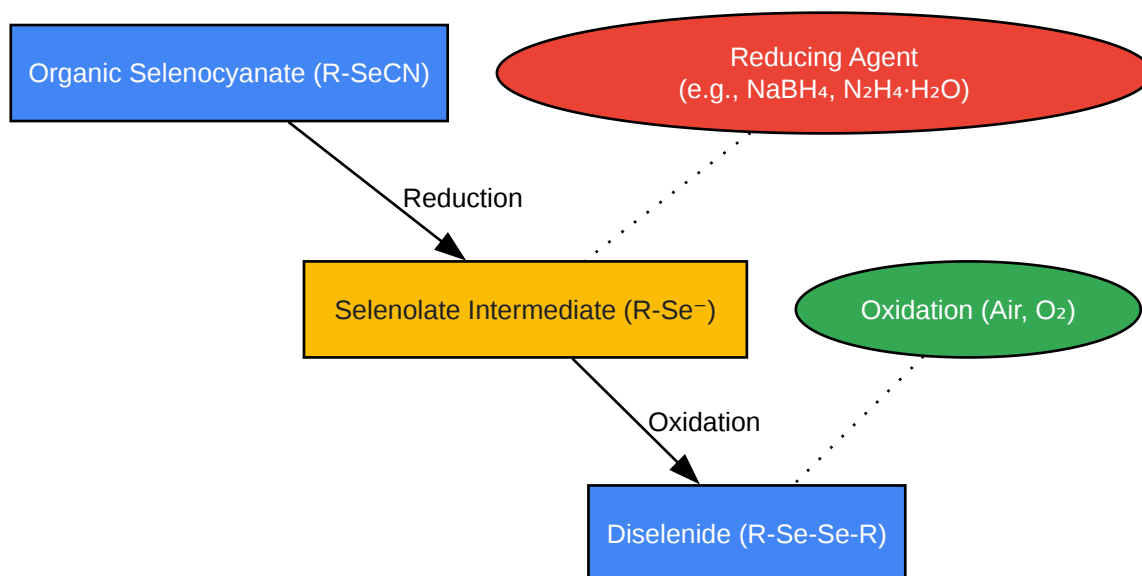 Organic Selenocyanate (R-SeCN)
Reducing Agent
(e.g., NaBH₄, N₂H₄·H₂O)
Reduction
Selenolate Intermediate (R-Se⁻)
Oxidation (Air, O₂)
Oxidation
Diselenide (R-Se-Se-R)